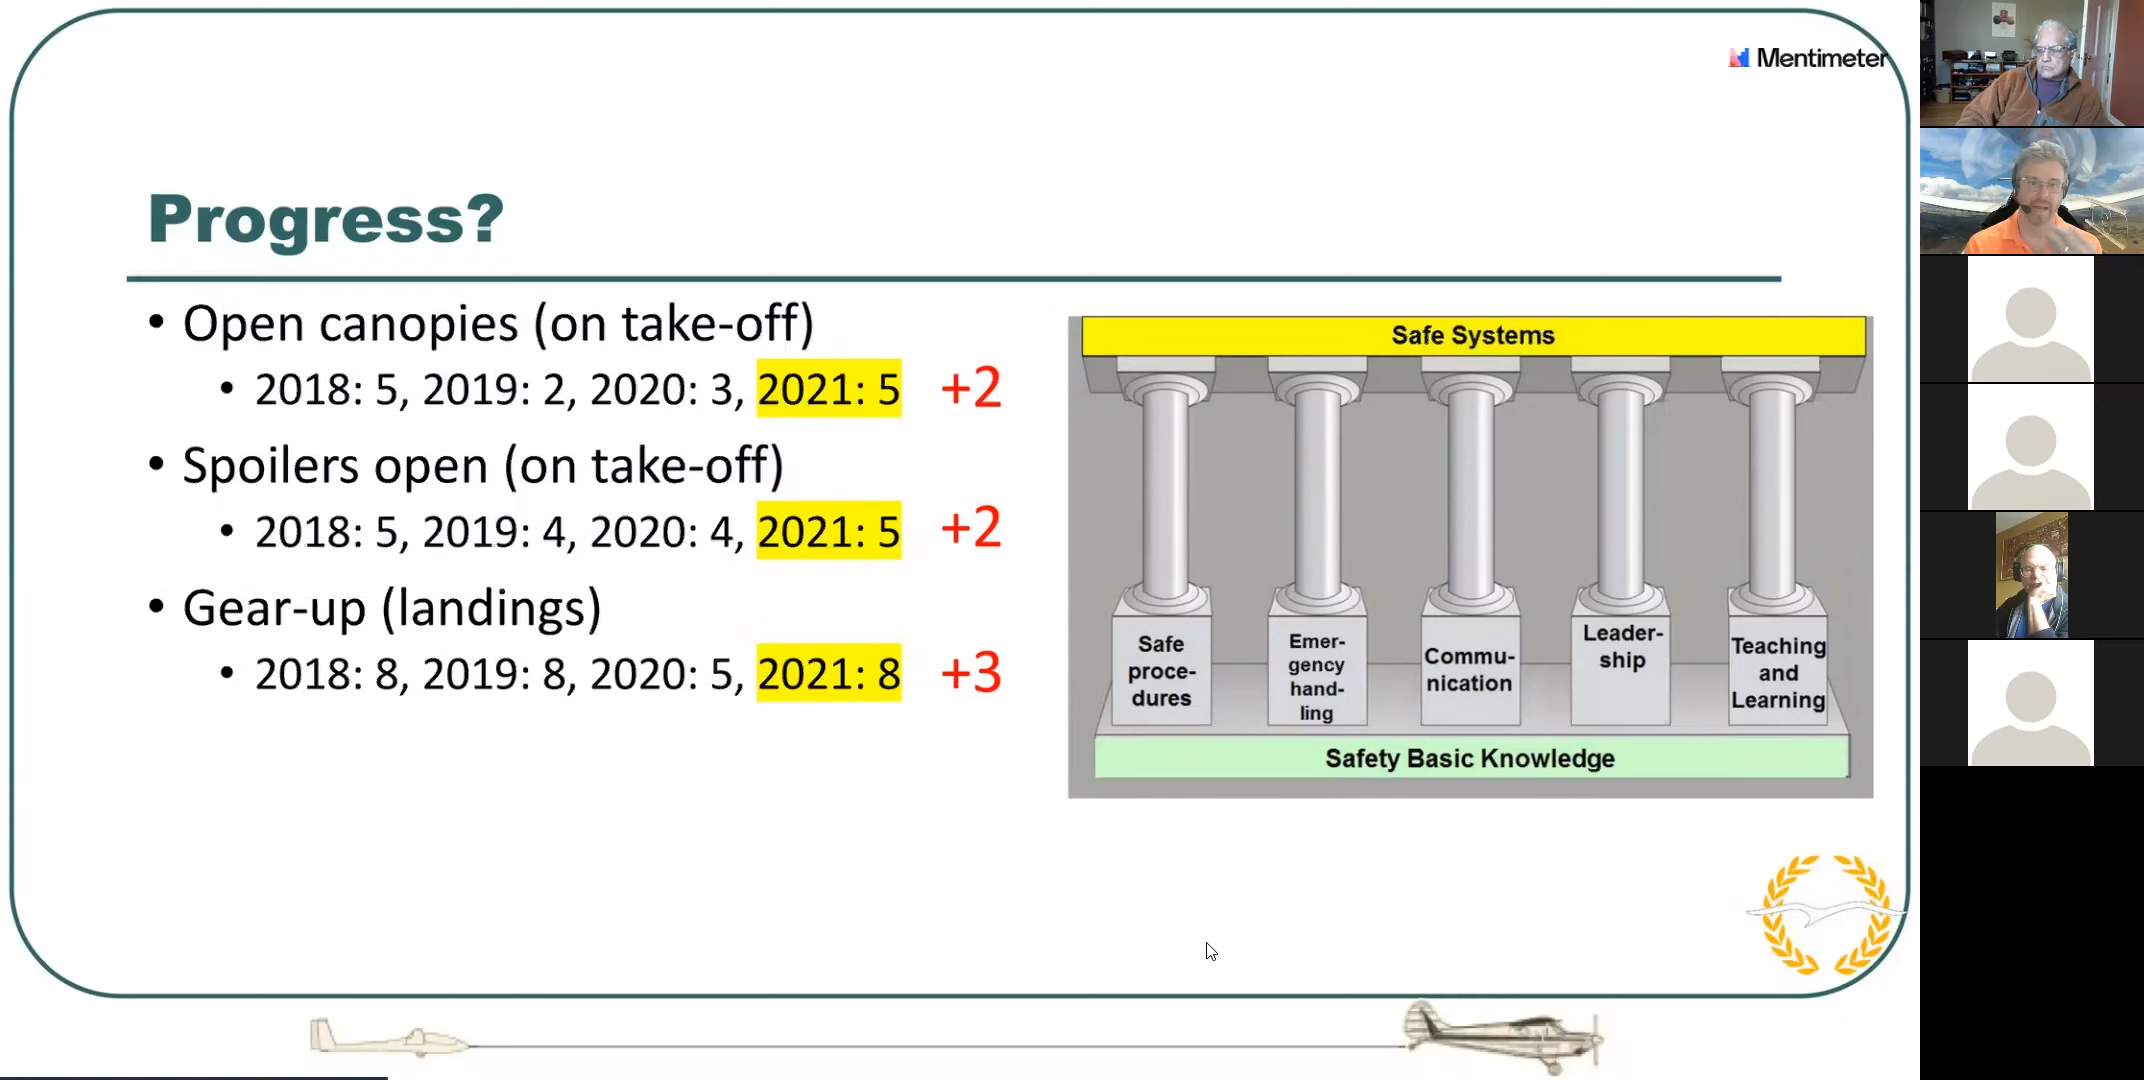 Mentimeter
Progress?
• Open canopies (on take-off)
• 2018: 5, 2019: 2, 2020: 3, 2021: 5 +2
• Spoilers open (on take-off)
• 2018: 5, 2019: 4, 2020: 4, 2021: 5 +2
• Gear-up (landings)
• 2018: 8, 2019: 8, 2020: 5, 2021: 8 +3
Safe Systems
Safe
proce-
dures
Emer-
gency
hand-
ling
Commu-
nication
Leader-
ship
Teaching
and
Learning
Safety Basic Knowledge